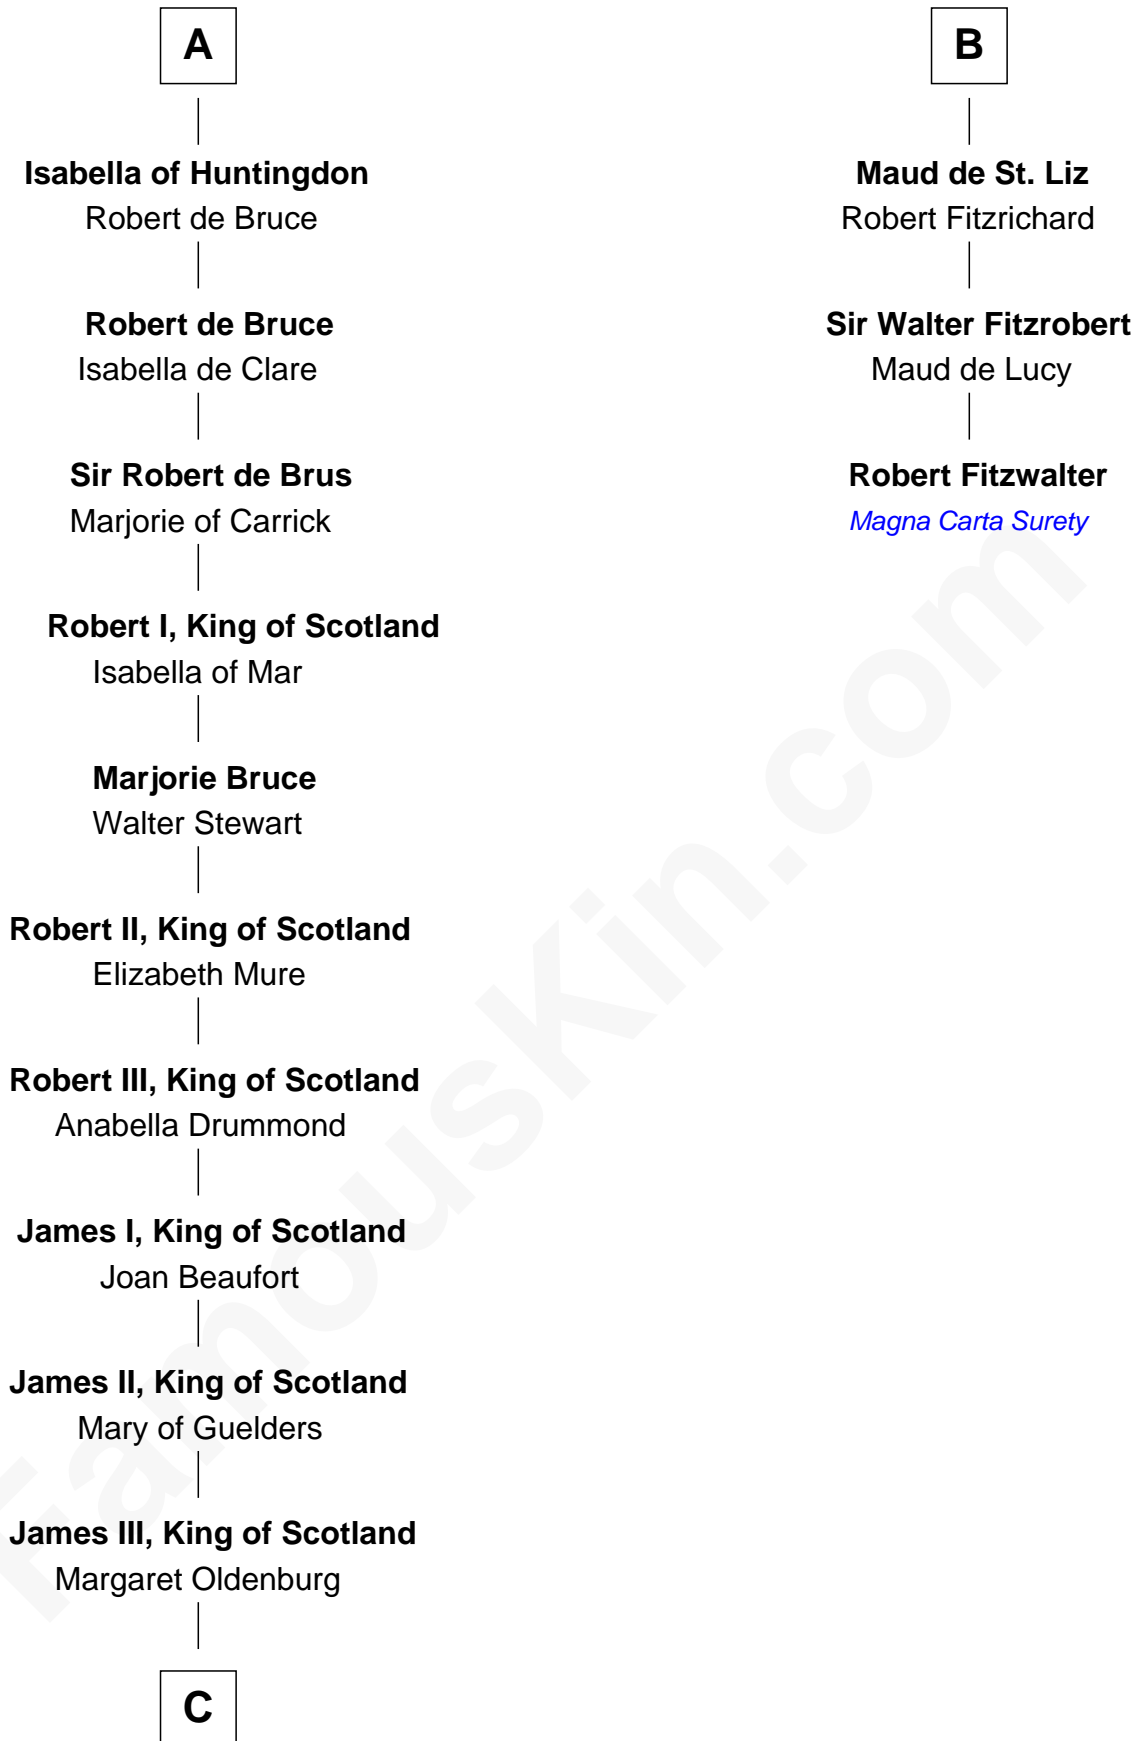 A
Isabella of Huntingdon
Robert de Bruce
Robert de Bruce
Isabella de Clare
Sir Robert de Brus
Marjorie of Carrick
Robert I, King of Scotland
Isabella of Mar
Marjorie Bruce
Walter Stewart
Robert II, King of Scotland
Elizabeth Mure
Robert III, King of Scotland
Anabella Drummond
James I, King of Scotland
Joan Beaufort
James II, King of Scotland
Mary of Guelders
James III, King of Scotland
Margaret Oldenburg
C
B
Maud de St. Liz
Robert Fitzrichard
Sir Walter Fitzrobert
Maud de Lucy
Robert Fitzwalter
Magna Carta Surety
FamousKin.com